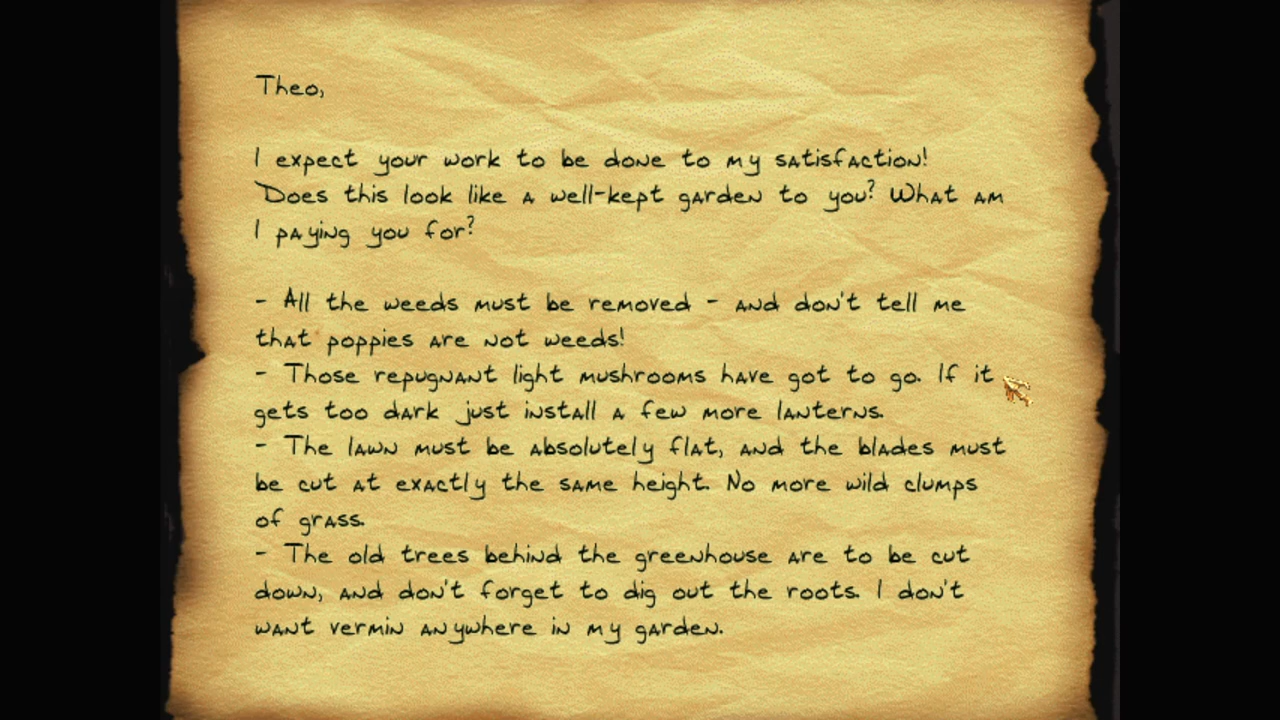 Theo,
I expect your work to be done to my satisfaction!
Does this look like a well-kept garden to you? What am
I paying you for?
- All the weeds must be removed - and don't tell me
that poppies are not weeds!
- Those repugnant light mushrooms have got to go. If it
gets too dark just install a few more lanterns.
- The lawn must be absolutely flat, and the blades must
be cut at exactly the same height. No more wild clumps
of grass.
- The old trees behind the greenhouse are to be cut
down, and don't forget to dig out the roots. I don't
want vermin anywhere in my garden.